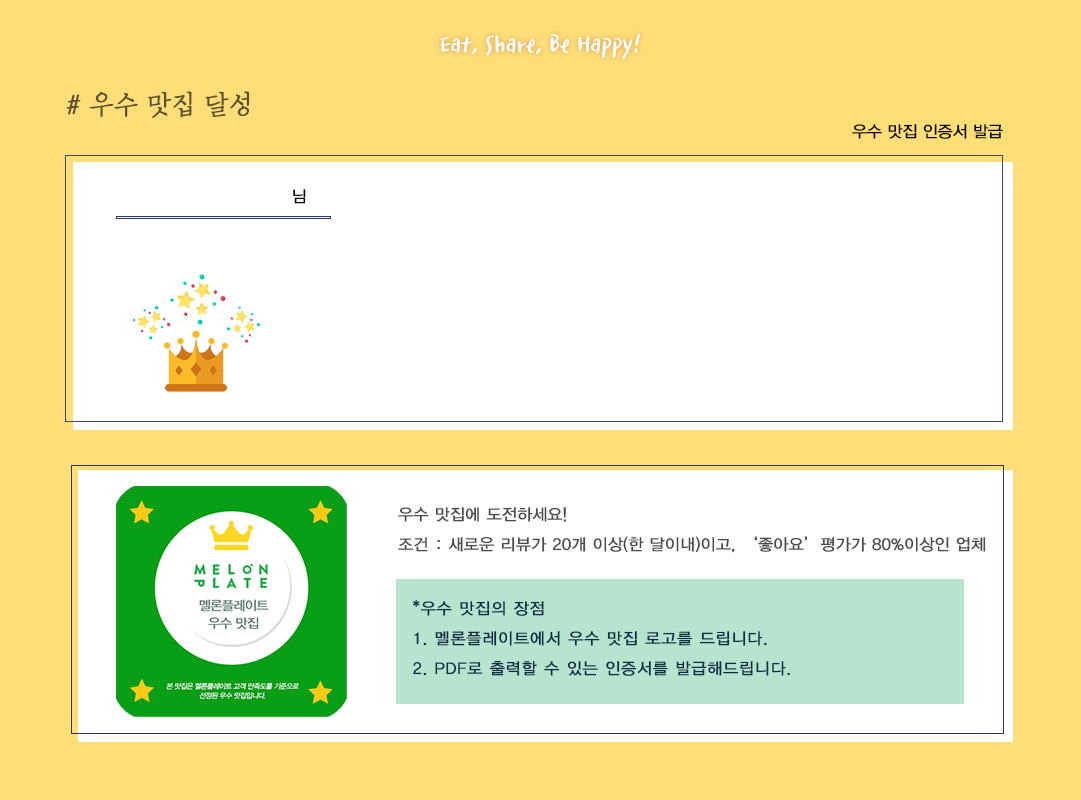 Eat, Share, Be Happy!
# 우수 맛집 달성
우수 맛집 인증서 발급
님
우수 맛집에 도전하세요!
조건 : 새로운 리뷰가 20개 이상(한 달이내)이고, ‘좋아요’ 평가가 80%이상인 업체
*우수 맛집의 장점
1. 멜론플레이트에서 우수 맛집 로고를 드립니다.
2. PDF로 출력할 수 있는 인증서를 발급해드립니다.
MELON
PLATE
멜론플레이트
우수 맛집
본 맛집은 멜론플레이트 고객 만족도를 기준으로
선정된 우수 맛집입니다.